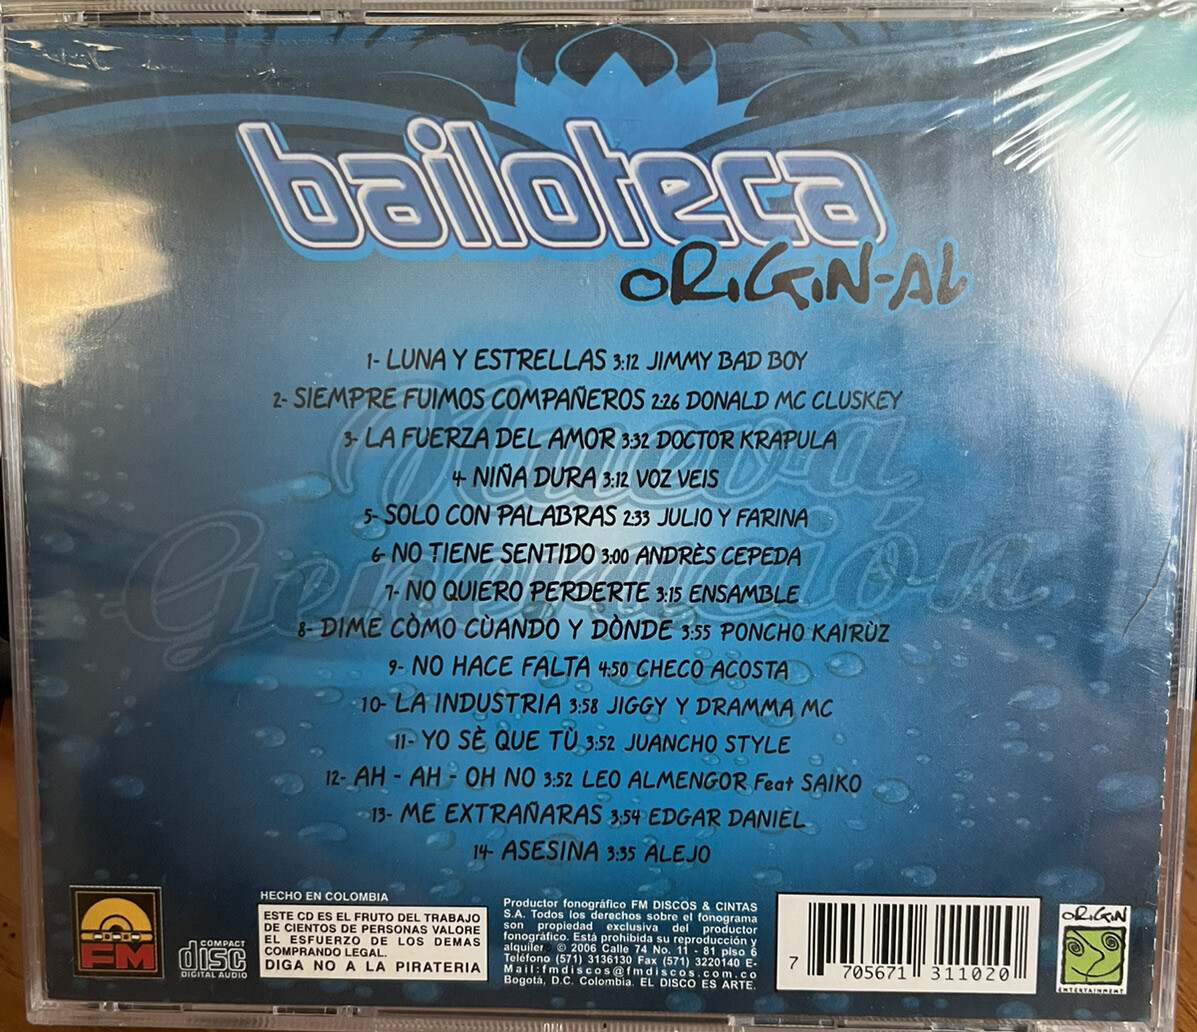 bailoteca
ORiGiN-AL
Nueva
Generación
1- LUNA Y ESTRELLAS 3:12 JIMMY BAD BOY
2- SIEMPRE FUIMOS COMPAÑEROS 2:26 DONALD MC CLUSKEY
3- LA FUERZA DEL AMOR 3:32 DOCTOR KRAPULA
4- NIÑA DURA 3:12 VOZ VEIS
5- SOLO CON PALABRAS 2:33 JULIO Y FARINA
6- NO TIENE SENTIDO 3:00 ANDRÈS CEPEDA
7- NO QUIERO PERDERTE 3:15 ENSAMBLE
8- DIME CÒMO CÙANDO Y DÒNDE 3:55 PONCHO KAIRÙZ
9- NO HACE FALTA 4:50 CHECO ACOSTA
10- LA INDUSTRIA 3:58 JIGGY Y DRAMMA MC
11- YO SÈ QUE TÙ 3:52 JUANCHO STYLE
12- AH - AH - OH NO 3:52 LEO ALMENGOR Feat SAIKO
13- ME EXTRAÑARAS 3:54 EDGAR DANIEL
14- ASESINA 3:35 ALEJO
FM
COMPACT
disc
DIGITAL AUDIO
HECHO EN COLOMBIA
ESTE CD ES EL FRUTO DEL TRABAJO
DE CIENTOS DE PERSONAS VALORE
EL ESFUERZO DE LOS DEMAS
COMPRANDO LEGAL.
DIGA NO A LA PIRATERIA
Productor fonográfico FM DISCOS & CINTAS
S.A. Todos los derechos sobre el fonograma
son propiedad exclusiva del productor
fonográfico. Está prohibida su reproducción y
alquiler © 2006 Calle 74 No. 11 - 81 piso 6
Teléfono (571) 3136130 Fax (571) 3220140 E-
Mail:fmdiscos@fmdiscos.com.co
Bogotá, D.C. Colombia. EL DISCO ES ARTE.
7 705671 311020
ORiGiN
ENTERTAINMENT